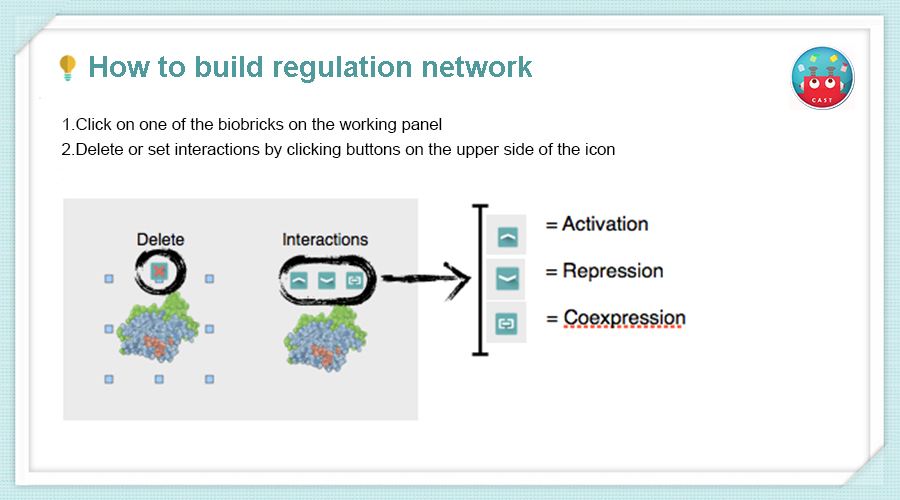 How to build regulation network
CAST
1.Click on one of the biobricks on the working panel
2.Delete or set interactions by clicking buttons on the upper side of the icon
Delete
Interactions
= Activation
= Repression
= Coexpression